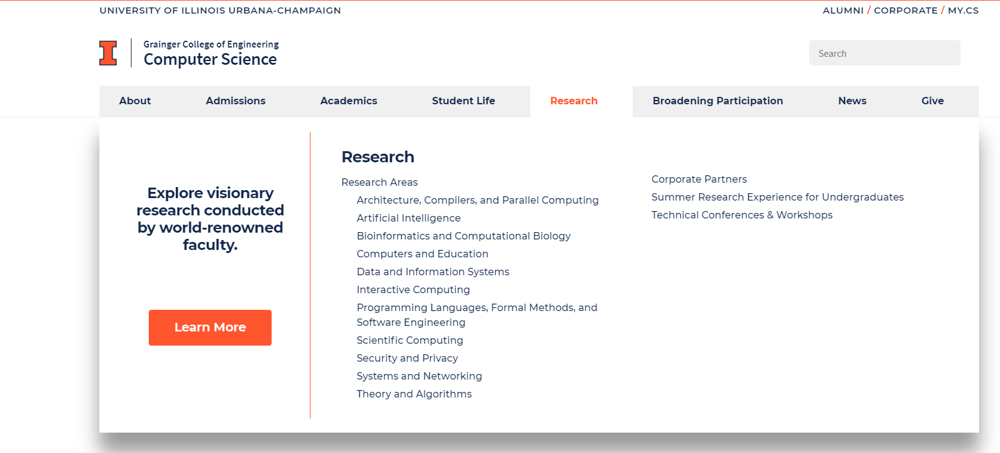 UNIVERSITY OF ILLINOIS URBANA-CHAMPAIGN
ALUMNI / CORPORATE / MY.CS
Grainger College of Engineering
Computer Science
Search
About
Admissions
Academics
Student Life
Research
Broadening Participation
News
Give
Explore visionary
research conducted
by world-renowned
faculty.
Learn More
Research
Research Areas
Architecture, Compilers, and Parallel Computing
Artificial Intelligence
Bioinformatics and Computational Biology
Computers and Education
Data and Information Systems
Interactive Computing
Programming Languages, Formal Methods, and
Software Engineering
Scientific Computing
Security and Privacy
Systems and Networking
Theory and Algorithms
Corporate Partners
Summer Research Experience for Undergraduates
Technical Conferences & Workshops